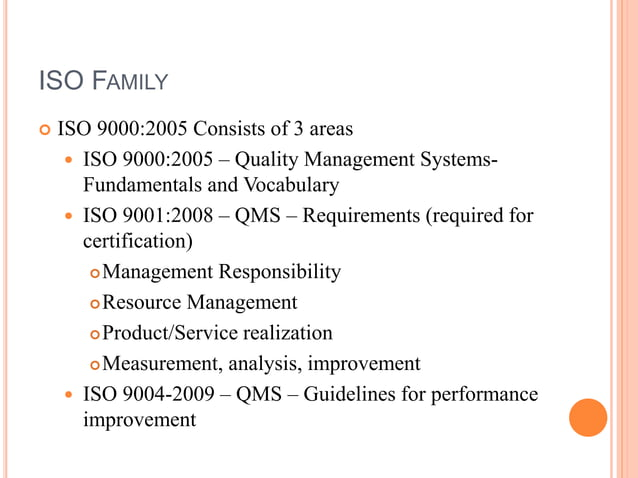 ISO FAMILY
ISO 9000:2005 Consists of 3 areas
ISO 9000:2005 – Quality Management Systems-
Fundamentals and Vocabulary
ISO 9001:2008 – QMS – Requirements (required for
certification)
Management Responsibility
Resource Management
Product/Service realization
Measurement, analysis, improvement
ISO 9004-2009 – QMS – Guidelines for performance
improvement